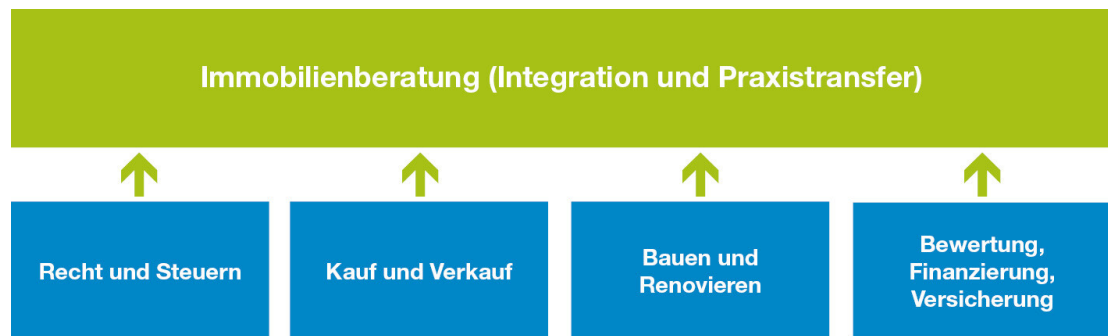 Immobilienberatung (Integration und Praxistransfer)
Recht und Steuern
Kauf und Verkauf
Bauen und
Renovieren
Bewertung,
Finanzierung,
Versicherung